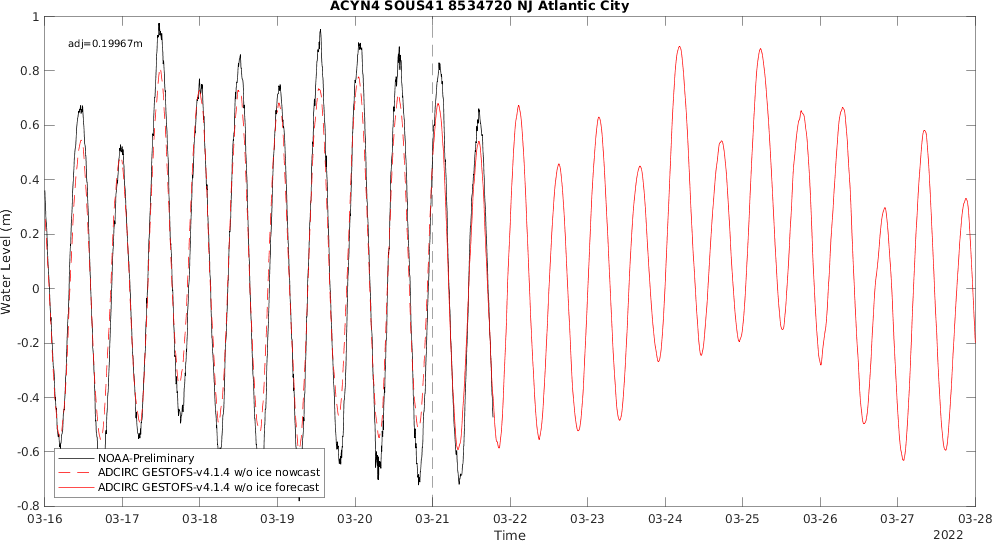 ACYN4 SOUS41 8534720 NJ Atlantic City
adj=0.19967m
1
0.8
0.6
0.4
0.2
0
-0.2
-0.4
-0.6
-0.8
Water Level (m)
NOAA-Preliminary
ADCIRC GESTOFS-v4.1.4 w/o ice nowcast
ADCIRC GESTOFS-v4.1.4 w/o ice forecast
03-16 03-17 03-18 03-19 03-20 03-21 03-22 03-23 03-24 03-25 03-26 03-27 03-28
Time
2022